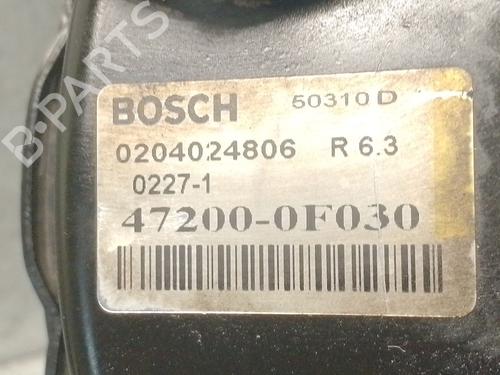 BOSCH 50310 D
0204024806 R 6.3
0227-1
47200-0F030
B-PARTS